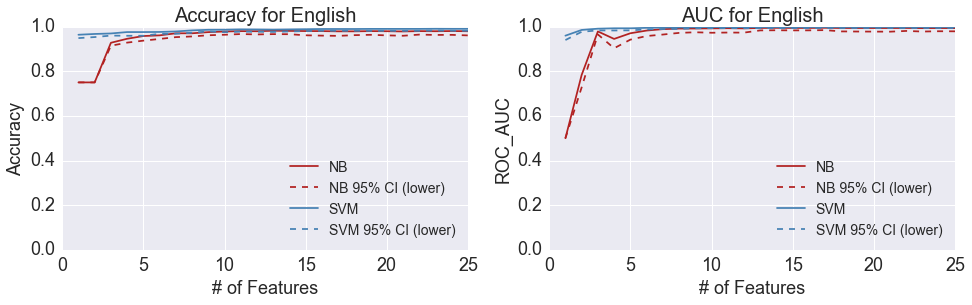 Accuracy for English
1.0
0.8
0.6
0.4
0.2
0.0
Accuracy
NB
NB 95% CI (lower)
SVM
SVM 95% CI (lower)
0 5 10 15 20 25
# of Features
AUC for English
1.0
0.8
0.6
0.4
0.2
0.0
ROC_AUC
NB
NB 95% CI (lower)
SVM
SVM 95% CI (lower)
0 5 10 15 20 25
# of Features